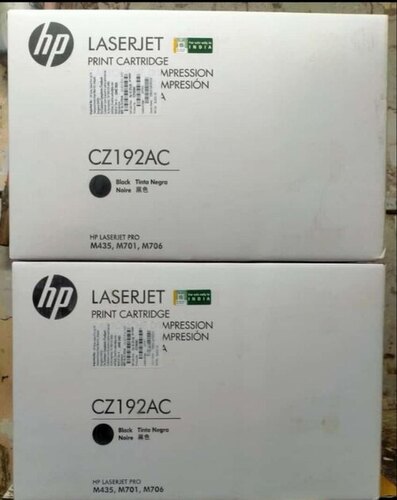 hp
LASERJET
INDIA
PRINT CARTRIDGE
MPRESSION
MPRESIÓN
A
CZ192AC
Black Tinta Negra
Noire 黑色
HP LASERJET PRO
M435, M701, M706
hp
LASERJET
INDIA
PRINT CARTRIDGE
MPRESSION
MPRESIÓN
A
CZ192AC
Black Tinta Negra
Noire 黑色
HP LASERJET PRO
M435, M701, M706